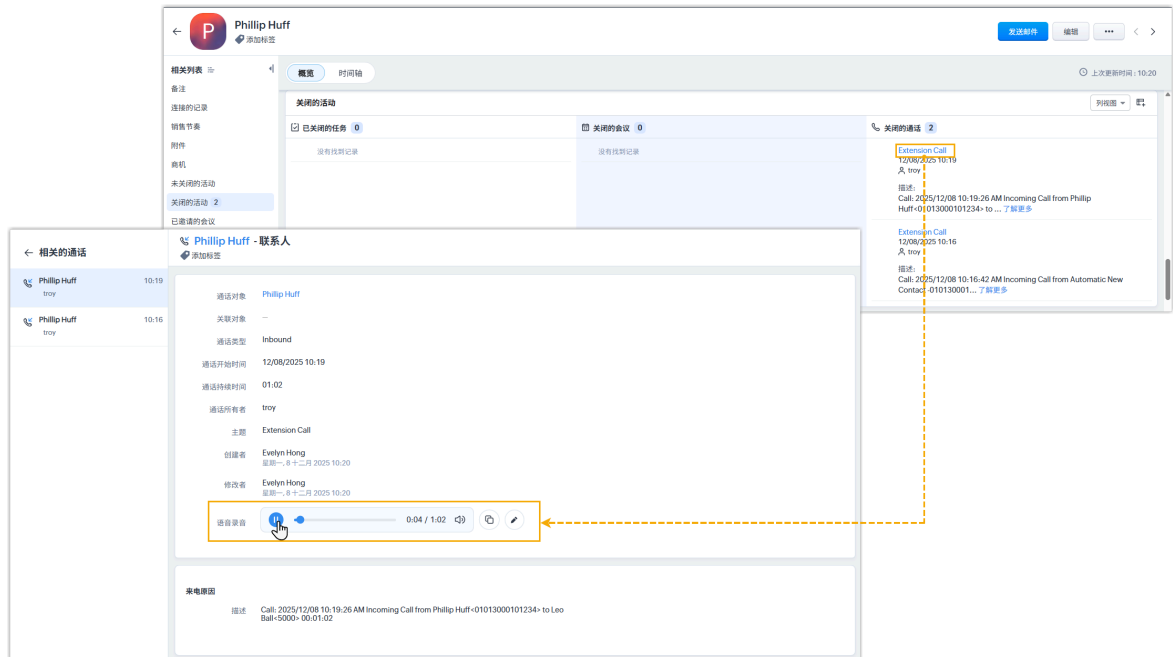 P
Phillip Huff
添加标签
发送邮件
编辑
•••
相关列表
概览
时间轴
上次更新时间 : 10:20
备注
连接的记录
销售节奏
附件
商机
未关闭的活动
关闭的活动 2
已邀请的会议
关闭的活动
列视图
已关闭的任务 0
没有找到记录
关闭的会议 0
没有找到记录
关闭的通话 2
Extension Call
12/08/2025 10:19
troy
描述:
Call: 2025/12/08 10:19:26 AM Incoming Call from Phillip
Huff<01013000101234> to ... 了解更多
Extension Call
12/08/2025 10:16
troy
描述:
Call: 2025/12/08 10:16:42 AM Incoming Call from Automatic New
Contact -010130001... 了解更多
相关的通话
Phillip Huff 10:19
troy
Phillip Huff 10:16
troy
Phillip Huff - 联系人
添加标签
通话对象 Phillip Huff
关联对象 —
通话类型 Inbound
通话开始时间 12/08/2025 10:19
通话持续时间 01:02
通话所有者 troy
主题 Extension Call
创建者 Evelyn Hong
星期一, 8 十二月 2025 10:20
修改者 Evelyn Hong
星期一, 8 十二月 2025 10:20
语音录音 0:04 / 1:02
来电原因
描述 Call: 2025/12/08 10:19:26 AM Incoming Call from Phillip Huff<01013000101234> to Leo
Ball<5000> 00:01:02